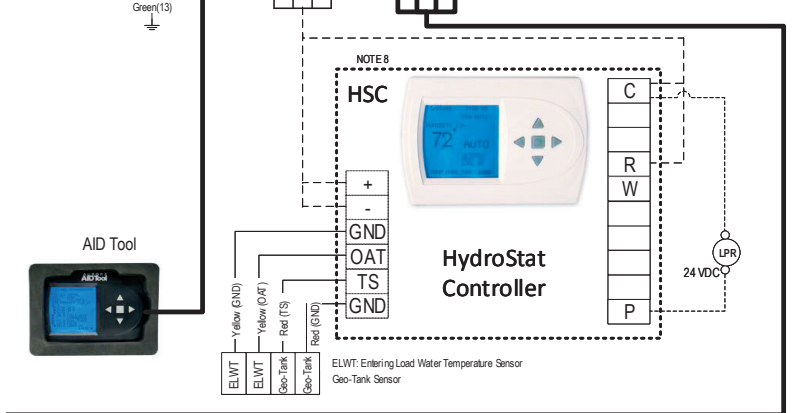 Green(13)
NOTE 8
HSC
72°
AUTO
C
R
W
P
+
-
GND
OAT
TS
GND
HydroStat
Controller
LPR
24 VDC
AID Tool
AID Tool
Yellow (GND)
Yellow (OAT)
Red (TS)
Red (GND)
ELWT
ELWT
Geo-Tank
Geo-Tank
ELWT: Entering Load Water Temperature Sensor
Geo-Tank Sensor